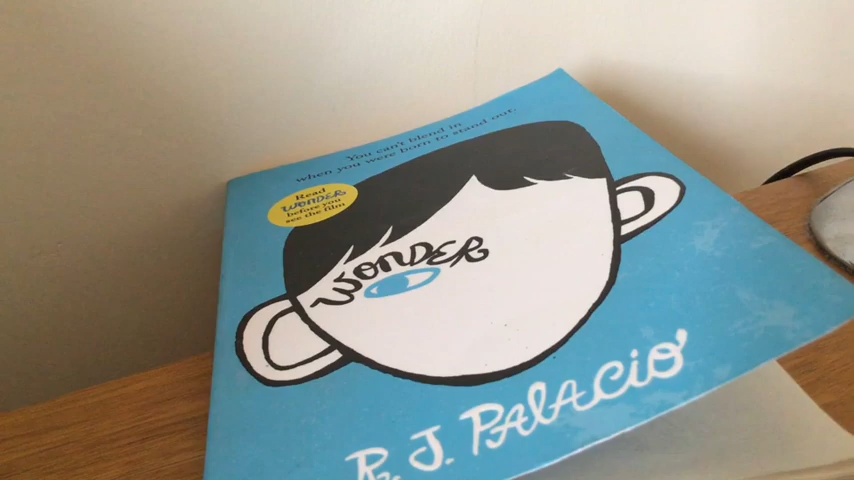 You can't blend in
when you were born to stand out.
Read
WONDER
before you
see the film
WONDER
R. J. PALACIO